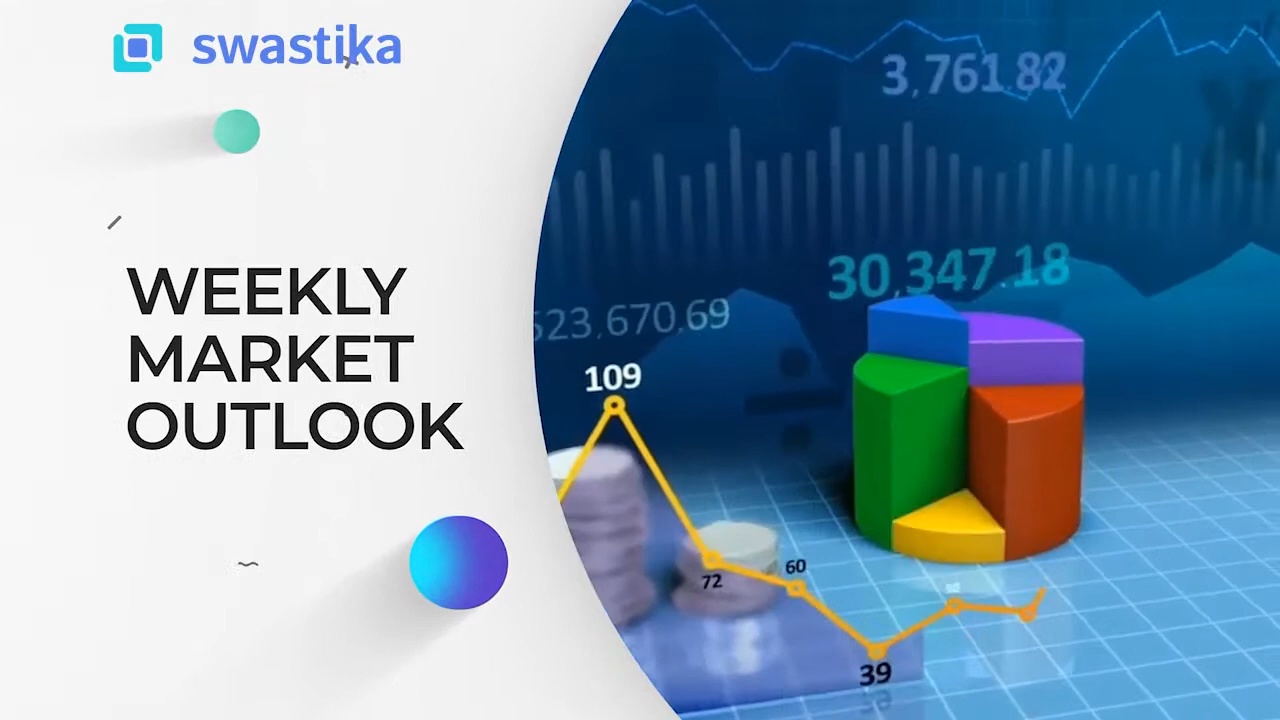 swastika
WEEKLY
MARKET
OUTLOOK
3,761.82
30,347.18
523,670.69
109
72
60
39